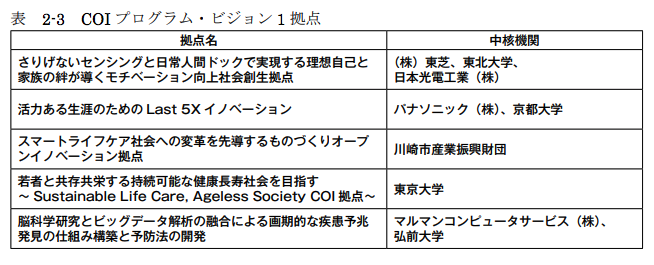 表 2-3 COIプログラム・ビジョン1拠点
拠点名
中核機関
さりげないセンシングと日常人間ドックで実現する理想自己と
家族の絆が導くモチベーション向上社会創生拠点
(株)東芝、東北大学、
日本光電工業(株)
活力ある生涯のための Last 5X イノベーション
パナソニック(株)、京都大学
スマートライフケア社会への変革を先導するものづくりオープ
ンイノベーション拠点
川崎市産業振興財団
若者と共存共栄する持続可能な健康長寿社会を目指す
~ Sustainable Life Care, Ageless Society COI 拠点~
東京大学
脳科学研究とビッグデータ解析の融合による画期的な疾患予兆
発見の仕組み構築と予防法の開発
マルマンコンピュータサービス(株)、
弘前大学